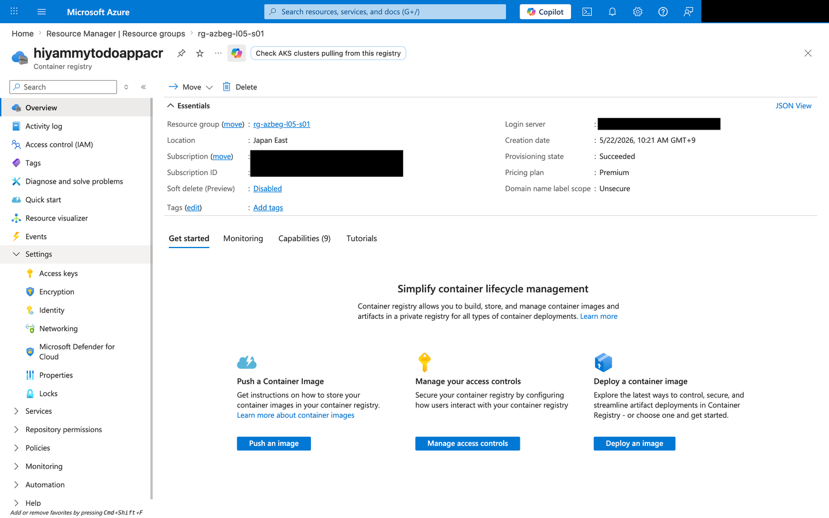 Microsoft Azure
Search resources, services, and docs (G+/)
Copilot
Home > Resource Manager | Resource groups > rg-azbeg-l05-s01
hiyammytodoappacr
Check AKS clusters pulling from this registry
Container registry
Search
Overview
Activity log
Access control (IAM)
Tags
Diagnose and solve problems
Quick start
Resource visualizer
Events
Settings
Access keys
Encryption
Identity
Networking
Microsoft Defender for
Cloud
Properties
Locks
Services
Repository permissions
Policies
Monitoring
Automation
Help
Add or remove favorites by pressing Cmd+Shift+F
Move
Delete
Essentials
JSON View
Resource group (move) : rg-azbeg-l05-s01
Location : Japan East
Subscription (move) :
Subscription ID :
Soft delete (Preview) : Disabled
Tags (edit) : Add tags
Login server :
Creation date : 5/22/2026, 10:21 AM GMT+9
Provisioning state : Succeeded
Pricing plan : Premium
Domain name label scope : Unsecure
Get started
Monitoring
Capabilities (9)
Tutorials
Simplify container lifecycle management
Container registry allows you to build, store, and manage container images and
artifacts in a private registry for all types of container deployments. Learn more
Push a Container Image
Get instructions on how to store your
container images in your container registry.
Learn more about container images
Push an image
Manage your access controls
Secure your container registry by configuring
how users interact with your container registry
Manage access controls
Deploy a container image
Explore the latest ways to control, secure, and
streamline artifact deployments in Container
Registry - or choose one and get started.
Deploy an image